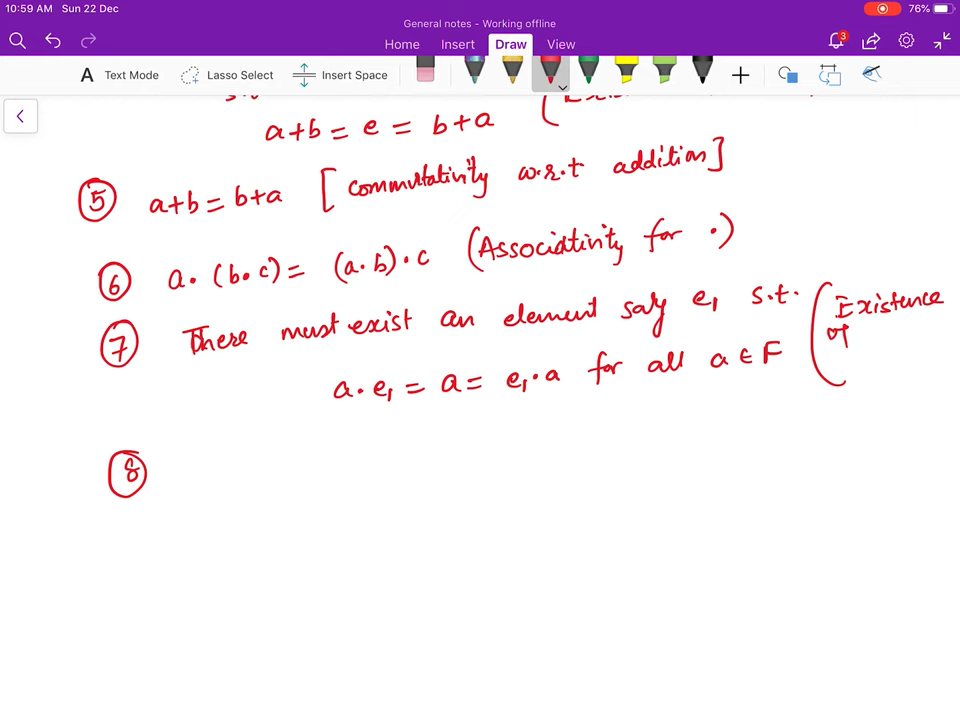 10:59 AM Sun 22 Dec 76%
General notes - Working offline
Home Insert Draw View 3
A Text Mode Lasso Select Insert Space
a+b = e = b+a (
⑤ a+b = b+a [commutativity w.r.t addition]
⑥ a. (b.c) = (a.b).c (Associativity for .)
⑦ There must exist an element say e₁ s.t. (Existence
of
a.e₁ = a = e₁.a for all a ∈ F
⑧